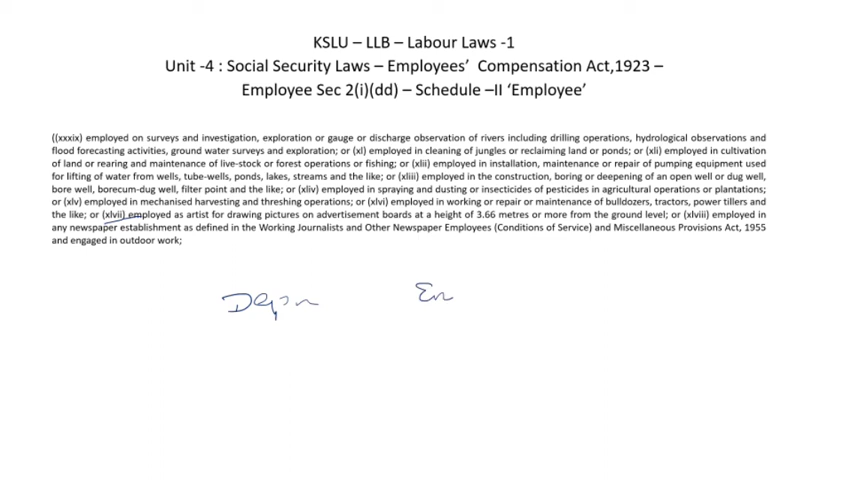 KSLU – LLB – Labour Laws -1
Unit -4 : Social Security Laws – Employees’ Compensation Act,1923 –
Employee Sec 2(i)(dd) – Schedule –II ‘Employee’
((xxxix) employed on surveys and investigation, exploration or gauge or discharge observation of rivers including drilling operations, hydrological observations and
flood forecasting activities, ground water surveys and exploration; or (xl) employed in cleaning of jungles or reclaiming land or ponds; or (xli) employed in cultivation
of land or rearing and maintenance of live-stock or forest operations or fishing; or (xlii) employed in installation, maintenance or repair of pumping equipment used
for lifting of water from wells, tube-wells, ponds, lakes, streams and the like; or (xliii) employed in the construction, boring or deepening of an open well or dug well,
bore well, borecum-dug well, filter point and the like; or (xliv) employed in spraying and dusting or insecticides of pesticides in agricultural operations or plantations;
or (xlv) employed in mechanised harvesting and threshing operations; or (xlvi) employed in working or repair or maintenance of bulldozers, tractors, power tillers and
the like; or (xlvii) employed as artist for drawing pictures on advertisement boards at a height of 3.66 metres or more from the ground level; or (xlviii) employed in
any newspaper establishment as defined in the Working Journalists and Other Newspaper Employees (Conditions of Service) and Miscellaneous Provisions Act, 1955
and engaged in outdoor work;
En